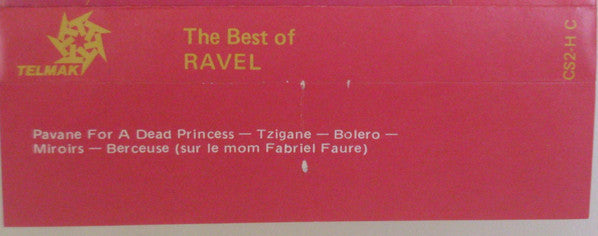 TELMAK
The Best of
RAVEL
CS2-H C
Pavane For A Dead Princess — Tzigane — Bolero —
Miroirs — Berceuse (sur le mom Fabriel Faure)